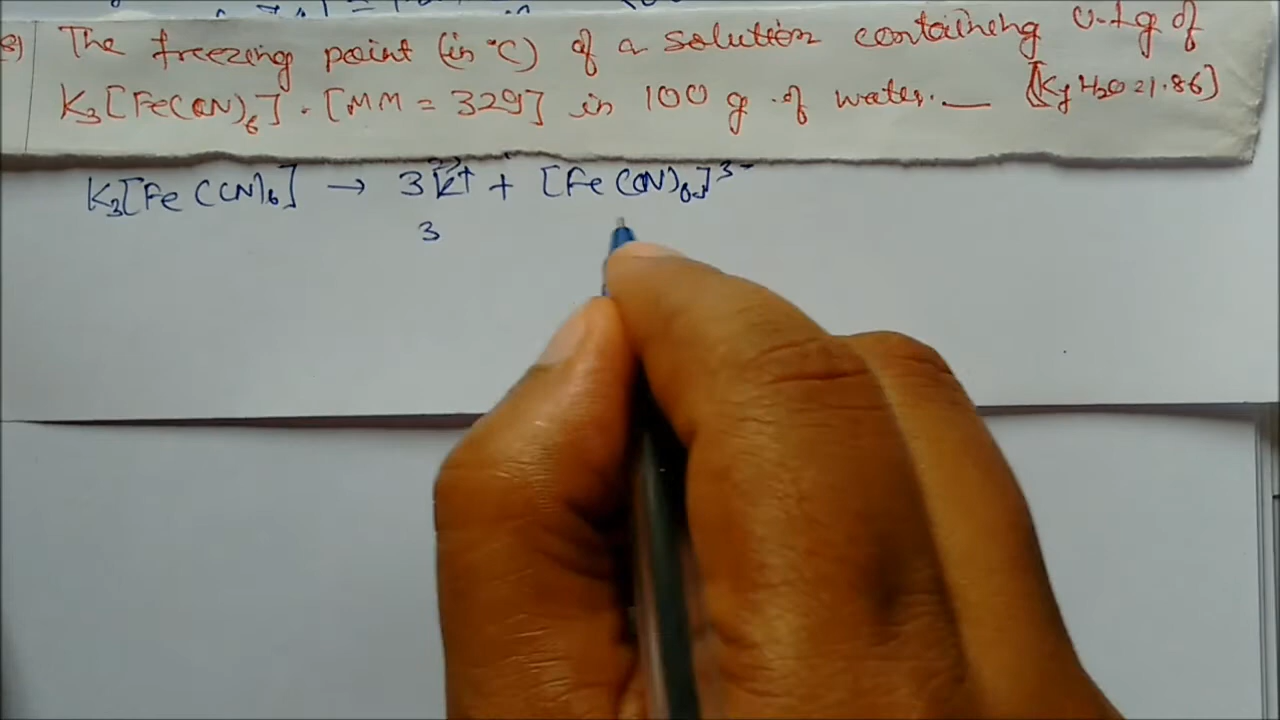 8) The freezing point (in °C) of a solution containing 0.1g of
K₃[Fe(CN)₆]. [MM = 329] in 100 g of water. __ [Kf H₂O = 1.86]
K₃[Fe(CN)₆] → 3K⁺ + [Fe(CN)₆]³⁻
3